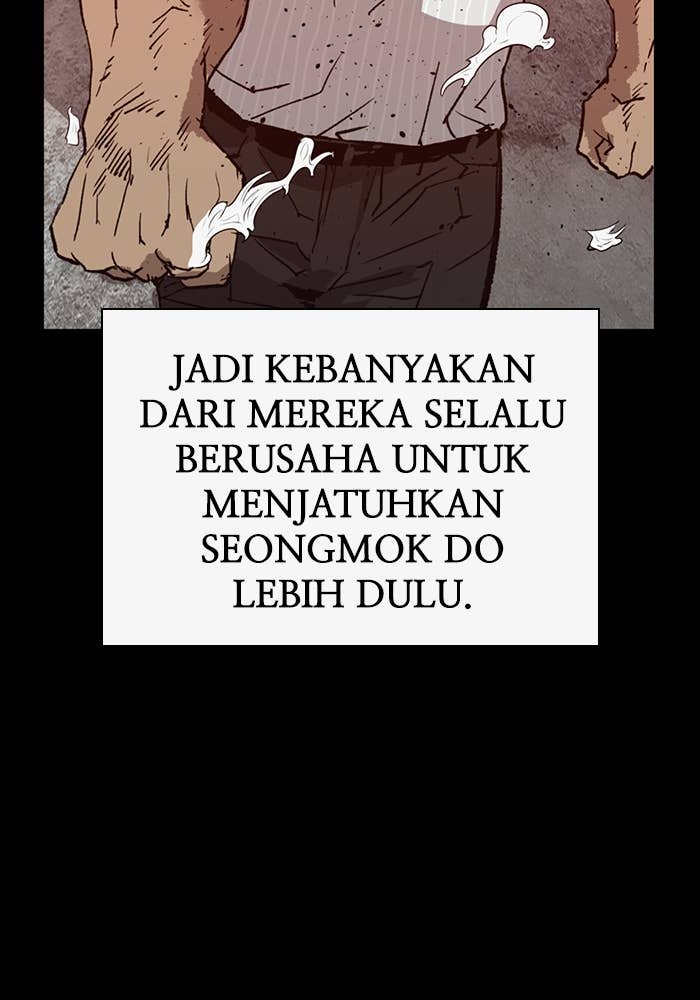 JADI KEBANYAKAN
DARI MEREKA SELALU
BERUSAHA UNTUK
MENJATUHKAN
SEONGMOK DO
LEBIH DULU.